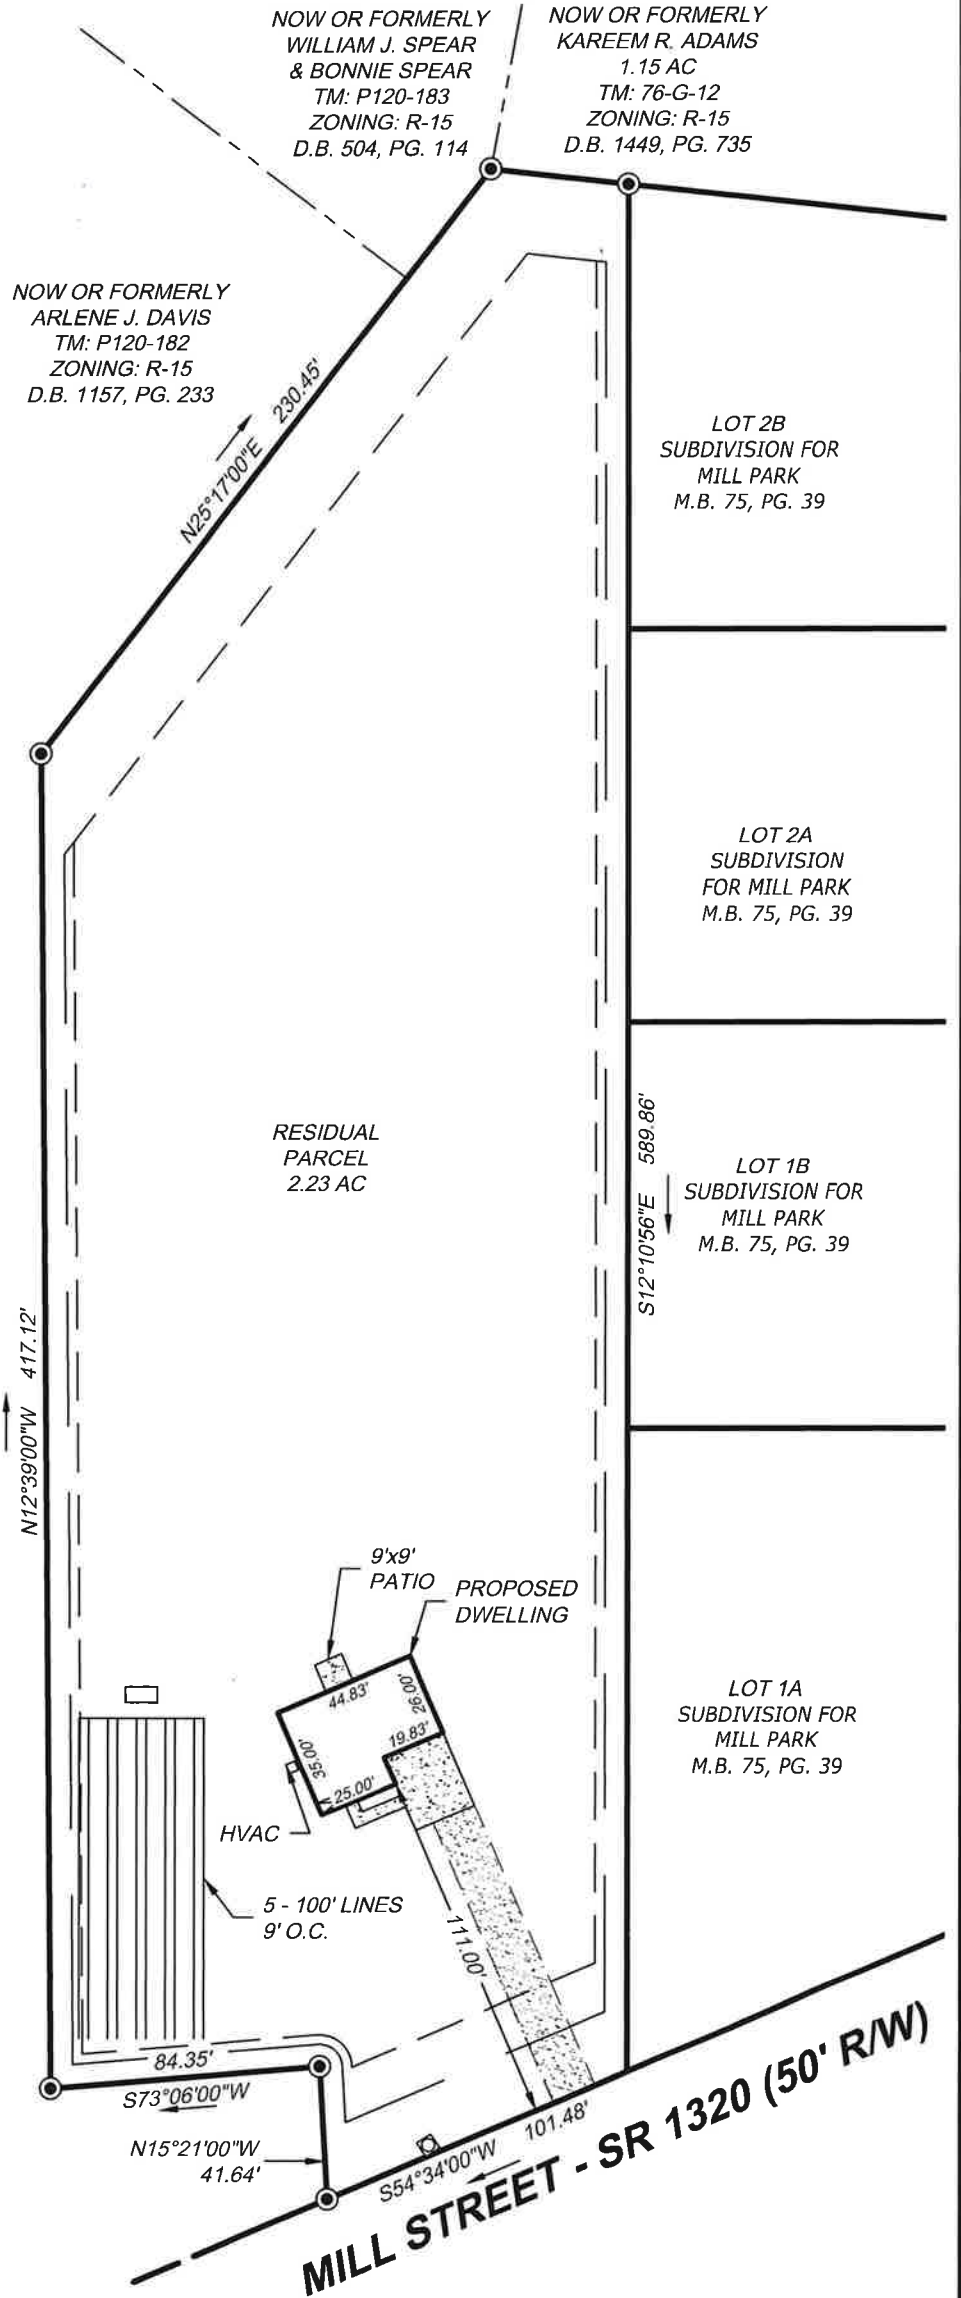 NOW OR FORMERLY
WILLIAM J. SPEAR
& BONNIE SPEAR
TM: P120-183
ZONING: R-15
D.B. 504, PG. 114
NOW OR FORMERLY
KAREEM R. ADAMS
1.15 AC
TM: 76-G-12
ZONING: R-15
D.B. 1449, PG. 735
NOW OR FORMERLY
ARLENE J. DAVIS
TM: P120-182
ZONING: R-15
D.B. 1157, PG. 233
N25°17'00"E 230.45'
LOT 2B
SUBDIVISION FOR
MILL PARK
M.B. 75, PG. 39
LOT 2A
SUBDIVISION
FOR MILL PARK
M.B. 75, PG. 39
RESIDUAL
PARCEL
2.23 AC
S12°10'56"E 589.86'
LOT 1B
SUBDIVISION FOR
MILL PARK
M.B. 75, PG. 39
N12°39'00"W 417.12'
9'x9'
PATIO
PROPOSED
DWELLING
44.83'
26.00'
19.83'
35.00'
25.00'
HVAC
LOT 1A
SUBDIVISION FOR
MILL PARK
M.B. 75, PG. 39
5 - 100' LINES
9' O.C.
111.00'
84.35'
S73°06'00"W
N15°21'00"W
41.64'
S54°34'00"W 101.48'
MILL STREET - SR 1320 (50' R/W)